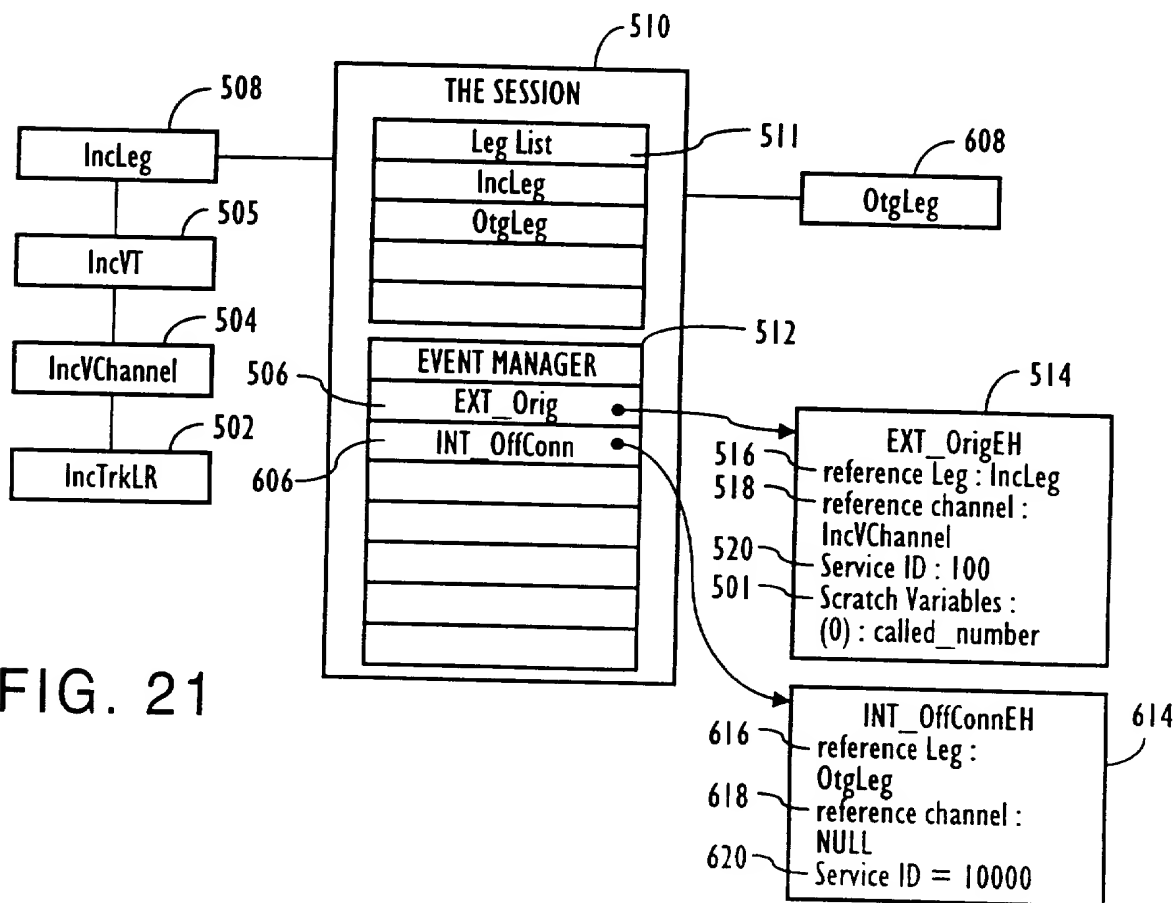 510
508
THE SESSION
IncLeg
Leg List
511
608
IncLeg
OtgLeg
505
OtgLeg
IncVT
504
512
IncVChannel
EVENT MANAGER
506
EXT_Orig
514
502
INT_OffConn
EXT_OrigEH
IncTrkLR
606
516
reference Leg : IncLeg
518
reference channel :
IncVChannel
520
Service ID : 100
501
Scratch Variables :
(0) : called_number
FIG. 21
INT_OffConnEH
614
616
reference Leg :
OtgLeg
618
reference channel :
NULL
620
Service ID = 10000